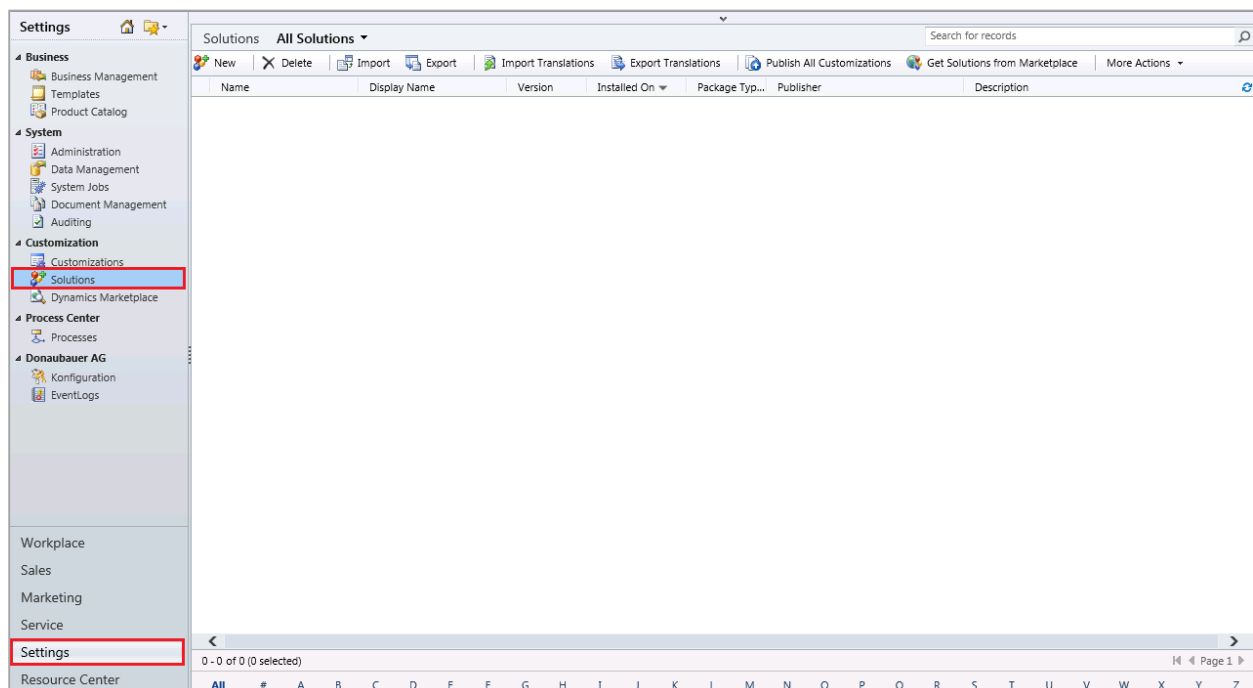 Settings
Business
Business Management
Templates
Product Catalog
System
Administration
Data Management
System Jobs
Document Management
Auditing
Customization
Customizations
Solutions
Dynamics Marketplace
Process Center
Processes
Donaubauer AG
Konfiguration
EventLogs
Workplace
Sales
Marketing
Service
Settings
Resource Center
Solutions All Solutions
Search for records
New Delete Import Export Import Translations Export Translations Publish All Customizations Get Solutions from Marketplace More Actions
Name Display Name Version Installed On Package Typ... Publisher Description
0 - 0 of 0 (0 selected) Page 1
All # A B C D E F G H I J K L M N O P Q R S T U V W X Y Z